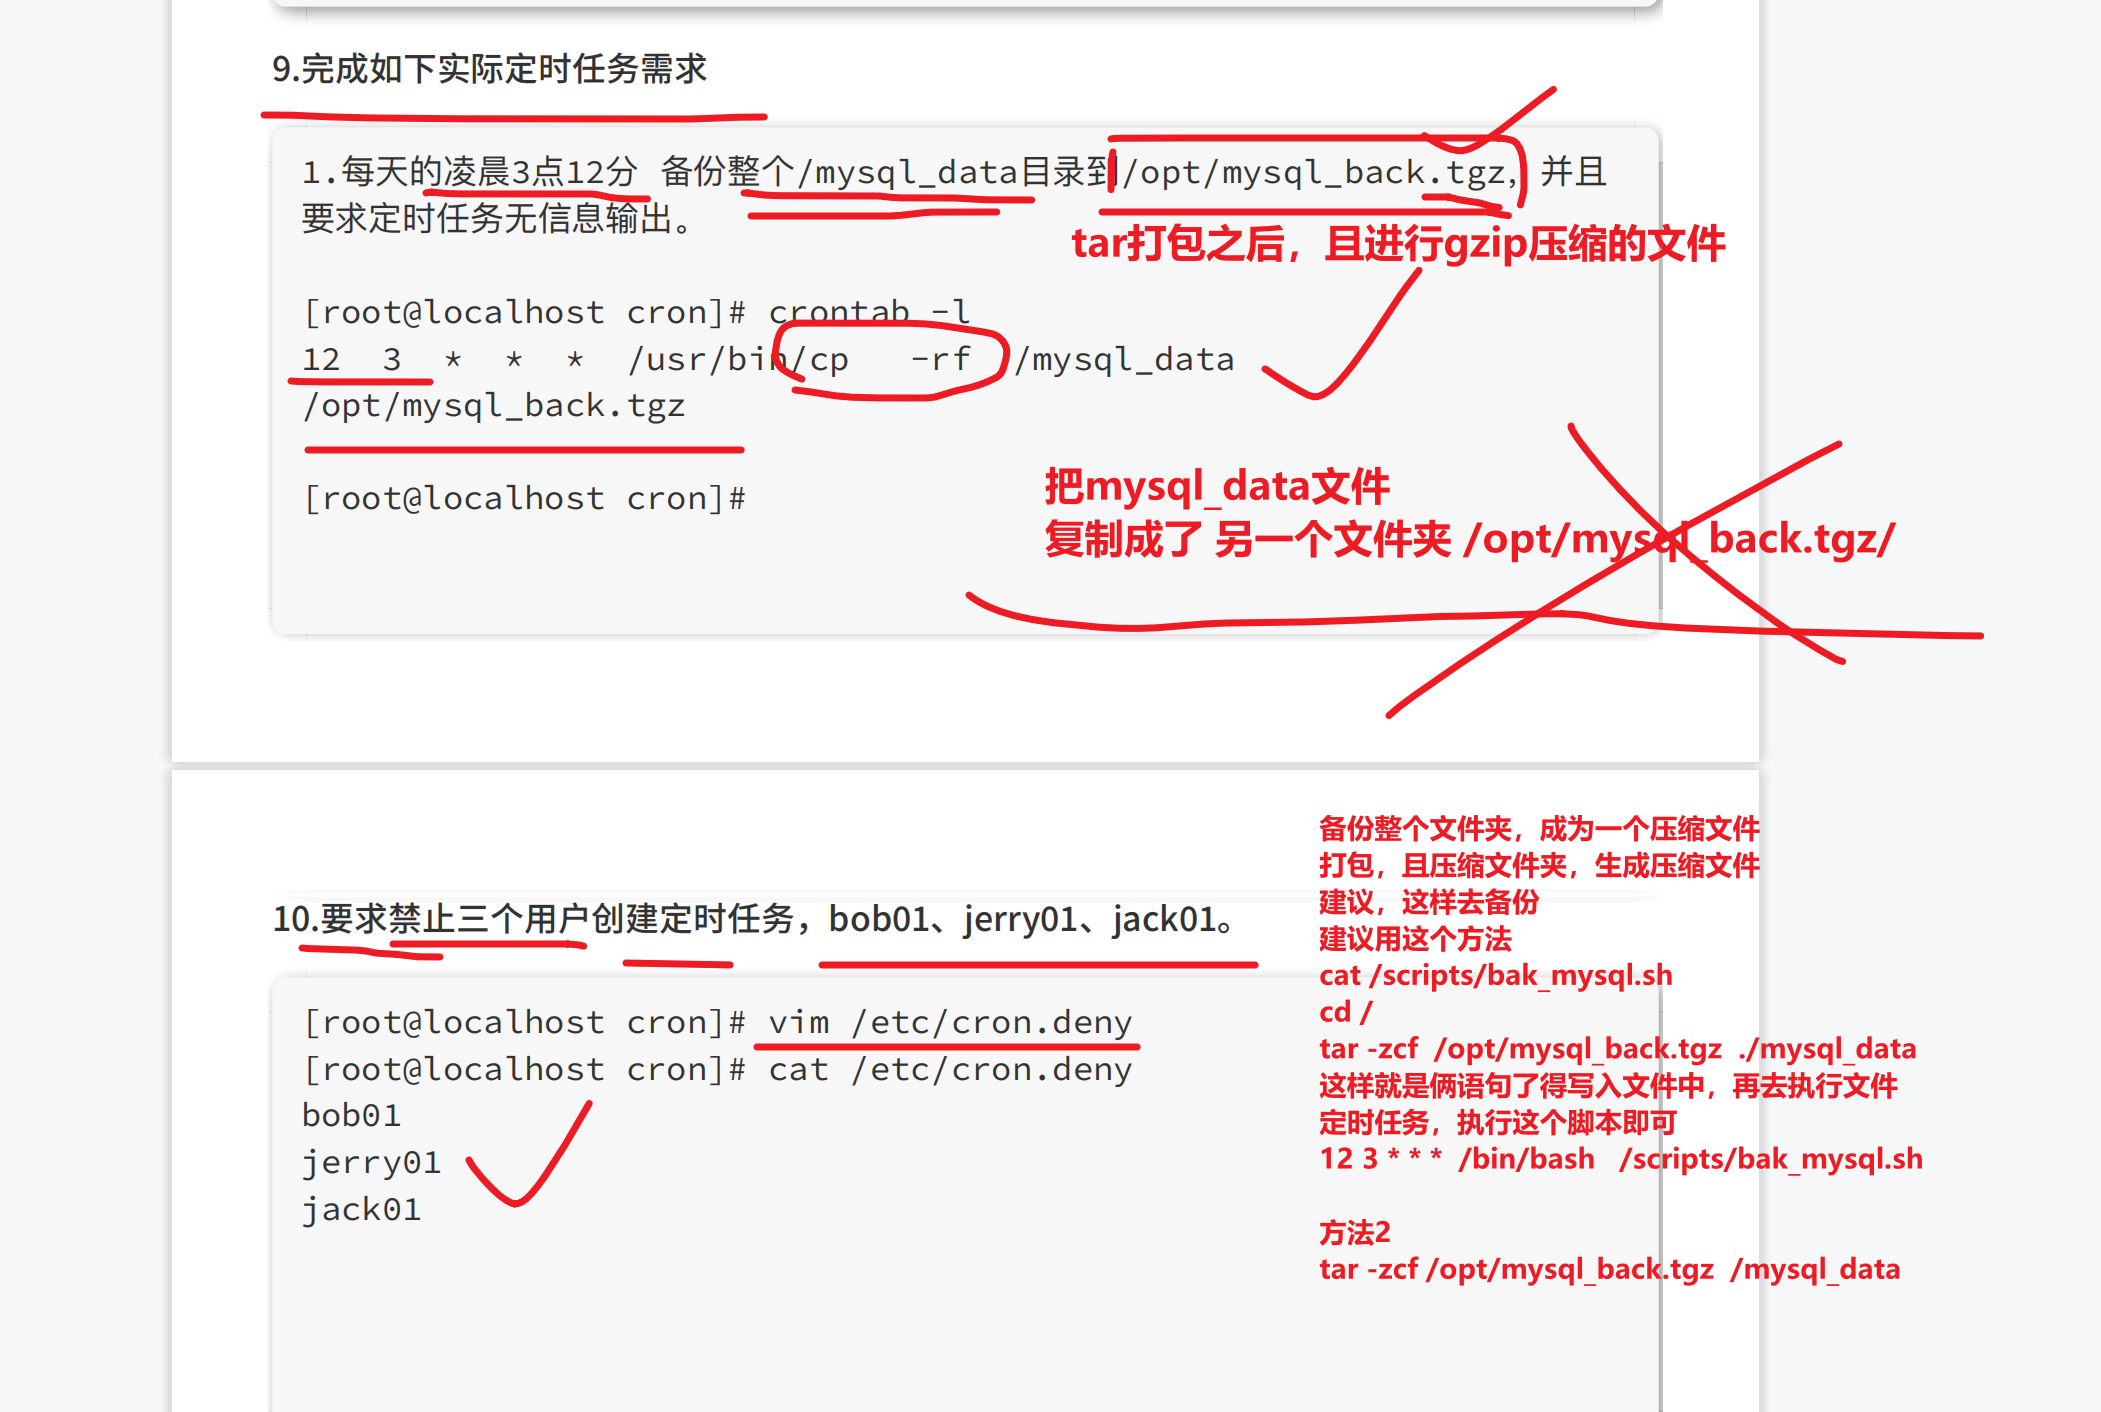 9.完成如下实际定时任务需求
1.每天的凌晨3点12分 备份整个/mysql_data目录到/opt/mysql_back.tgz，并且
要求定时任务无信息输出。
tar打包之后，且进行gzip压缩的文件
[root@localhost cron]# crontab -l
12  3  *  *  *  /usr/bin/cp   -rf  /mysql_data
/opt/mysql_back.tgz
把mysql_data文件
[root@localhost cron]#
复制成了 另一个文件夹 /opt/mysql_back.tgz/
备份整个文件夹，成为一个压缩文件
打包，且压缩文件夹，生成压缩文件
建议，这样去备份
建议用这个方法
cat /scripts/bak_mysql.sh
cd /
tar -zcf  /opt/mysql_back.tgz  ./mysql_data
这样就是俩语句了得写入文件中，再去执行文件
定时任务，执行这个脚本即可
12 3 * * *  /bin/bash   /scripts/bak_mysql.sh
方法2
tar -zcf /opt/mysql_back.tgz  /mysql_data
10.要求禁止三个用户创建定时任务，bob01、jerry01、jack01。
[root@localhost cron]# vim /etc/cron.deny
[root@localhost cron]# cat /etc/cron.deny
bob01
jerry01
jack01